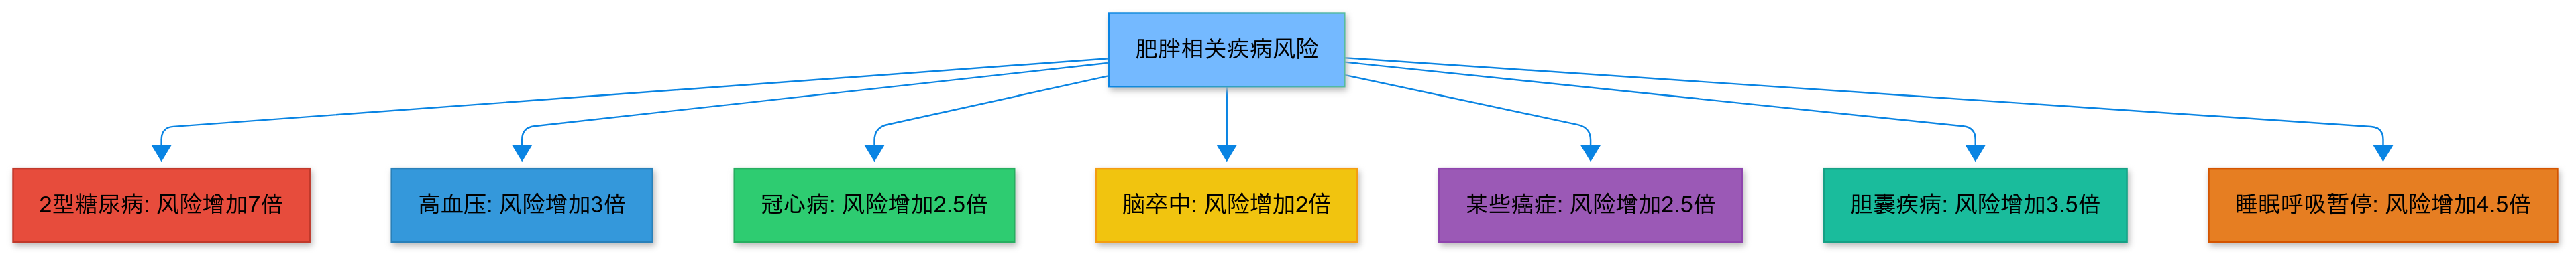 肥胖相关疾病风险
2型糖尿病: 风险增加7倍
高血压: 风险增加3倍
冠心病: 风险增加2.5倍
脑卒中: 风险增加2倍
某些癌症: 风险增加2.5倍
胆囊疾病: 风险增加3.5倍
睡眠呼吸暂停: 风险增加4.5倍